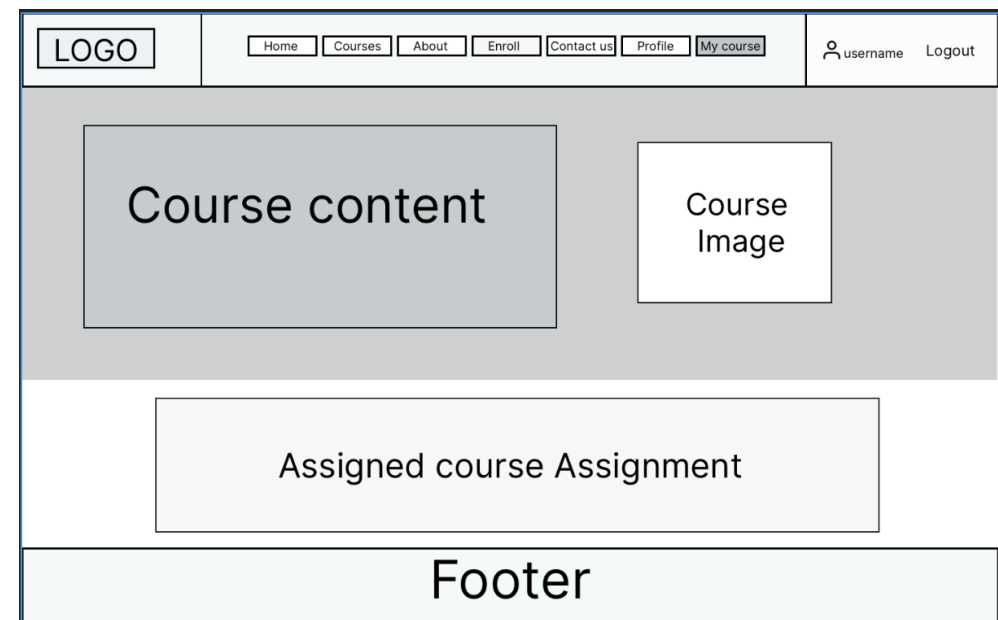 LOGO
Home Courses About Enroll Contact us Profile My course
username Logout
Course content
Course
Image
Assigned course Assignment
Footer